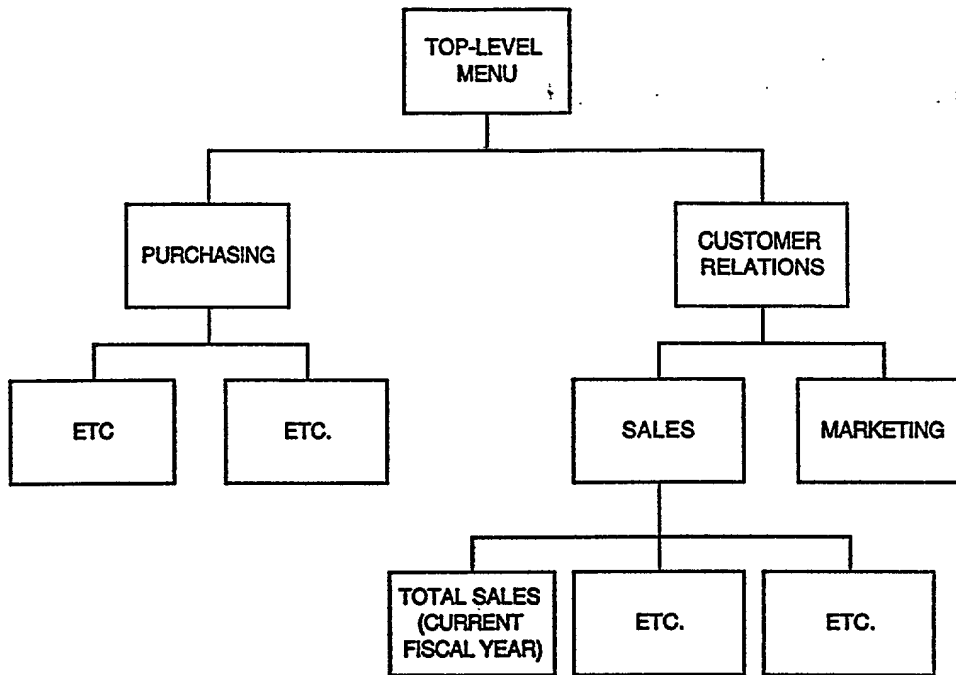 TOP-LEVEL
MENU
PURCHASING
CUSTOMER
RELATIONS
ETC
ETC.
SALES
MARKETING
TOTAL SALES
(CURRENT
FISCAL YEAR)
ETC.
ETC.